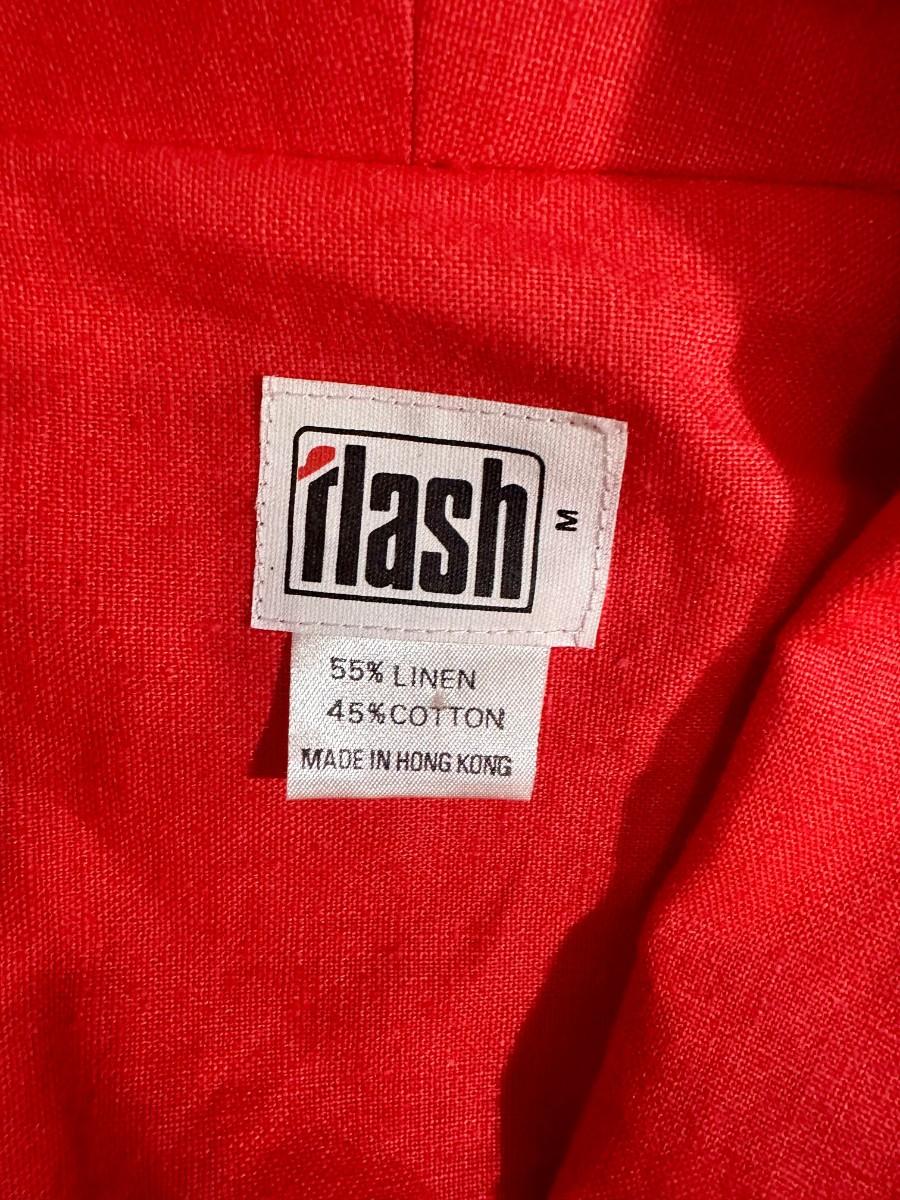 flash
M
55% LINEN
45% COTTON
MADE IN HONG KONG